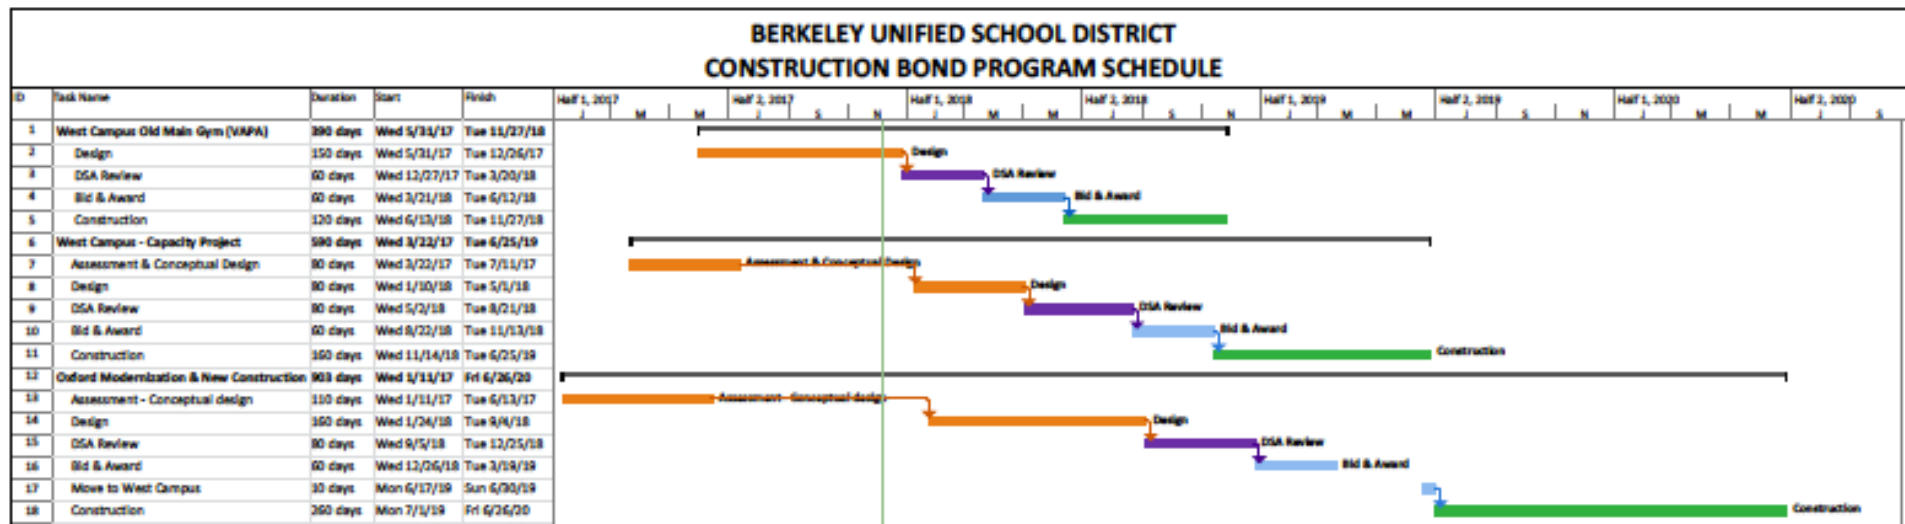 BERKELEY UNIFIED SCHOOL DISTRICT
CONSTRUCTION BOND PROGRAM SCHEDULE
ID Task Name Duration Start Finish Half 1, 2017 Half 2, 2017 Half 1, 2018 Half 2, 2018 Half 1, 2019 Half 2, 2019 Half 1, 2020 Half 2, 2020
J M M J S N J M M J S N J M M J S N J M M J S
1 West Campus Old Main Gym (VAPA) 390 days Wed 5/31/17 Tue 11/27/18
2 Design 150 days Wed 5/31/17 Tue 12/26/17 Design
3 DSA Review 60 days Wed 12/27/17 Tue 3/20/18 DSA Review
4 Bid & Award 60 days Wed 3/21/18 Tue 6/12/18 Bid & Award
5 Construction 120 days Wed 6/13/18 Tue 11/27/18
6 West Campus - Capacity Project 590 days Wed 3/22/17 Tue 6/25/19
7 Assessment & Conceptual Design 80 days Wed 3/22/17 Tue 7/11/17 Assessment & Conceptual Design
8 Design 80 days Wed 1/10/18 Tue 5/1/18 Design
9 DSA Review 80 days Wed 5/2/18 Tue 8/21/18 DSA Review
10 Bid & Award 60 days Wed 8/22/18 Tue 11/13/18 Bid & Award
11 Construction 160 days Wed 11/14/18 Tue 6/25/19 Construction
12 Oxford Modernization & New Construction 903 days Wed 1/11/17 Fri 6/26/20
13 Assessment - Conceptual design 110 days Wed 1/11/17 Tue 6/13/17 Assessment - Conceptual design
14 Design 160 days Wed 1/24/18 Tue 9/4/18 Design
15 DSA Review 80 days Wed 9/5/18 Tue 12/25/18 DSA Review
16 Bid & Award 60 days Wed 12/26/18 Tue 3/19/19 Bid & Award
17 Move to West Campus 10 days Mon 6/17/19 Sun 6/30/19
18 Construction 260 days Mon 7/1/19 Fri 6/26/20 Construction